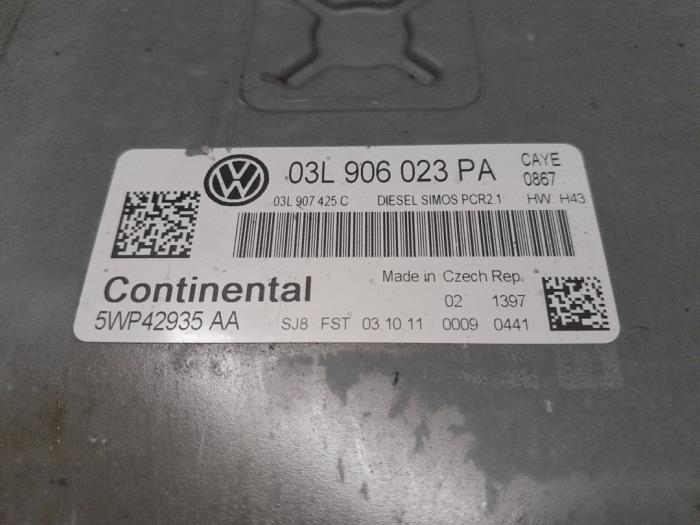 VW 03L 906 023 PA CAYE
0867
03L 907 425 C DIESEL SIMOS PCR2.1 HW H43
Continental Made in Czech Rep.
02 1397
5WP42935 AA SJ8 FST 03.10.11 0009 0441